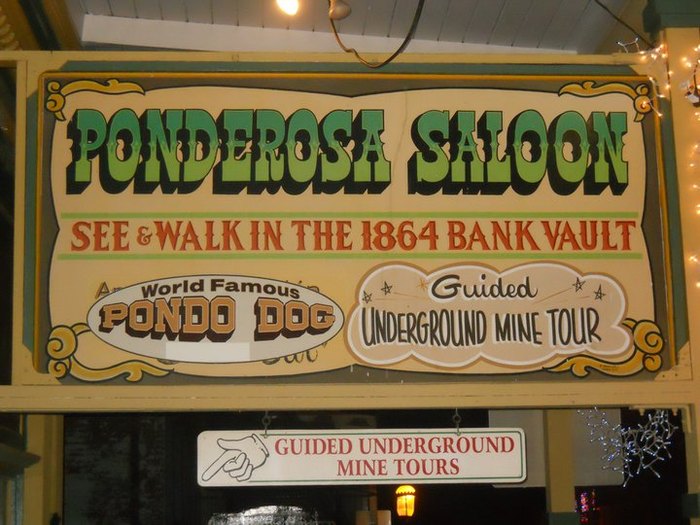 PONDEROSA SALOON
SEE & WALK IN THE 1864 BANK VAULT
World Famous
PONDO DOG
Guided
UNDERGROUND MINE TOUR
GUIDED UNDERGROUND
MINE TOURS